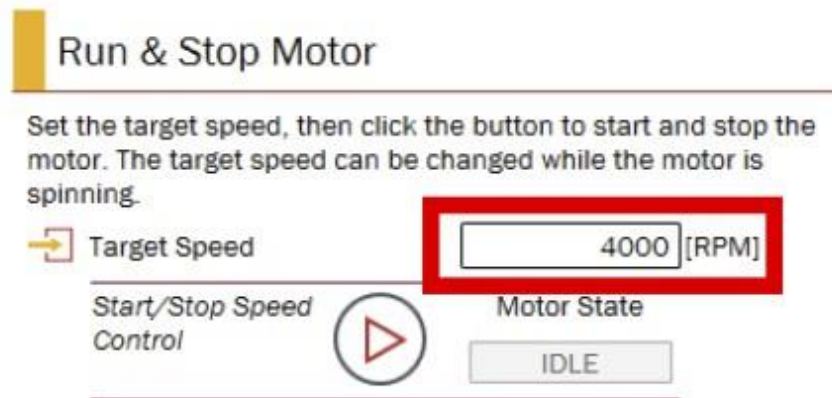 Run & Stop Motor
Set the target speed, then click the button to start and stop the
motor. The target speed can be changed while the motor is
spinning.
Target Speed 4000 [RPM]
Start/Stop Speed Control
Motor State
IDLE